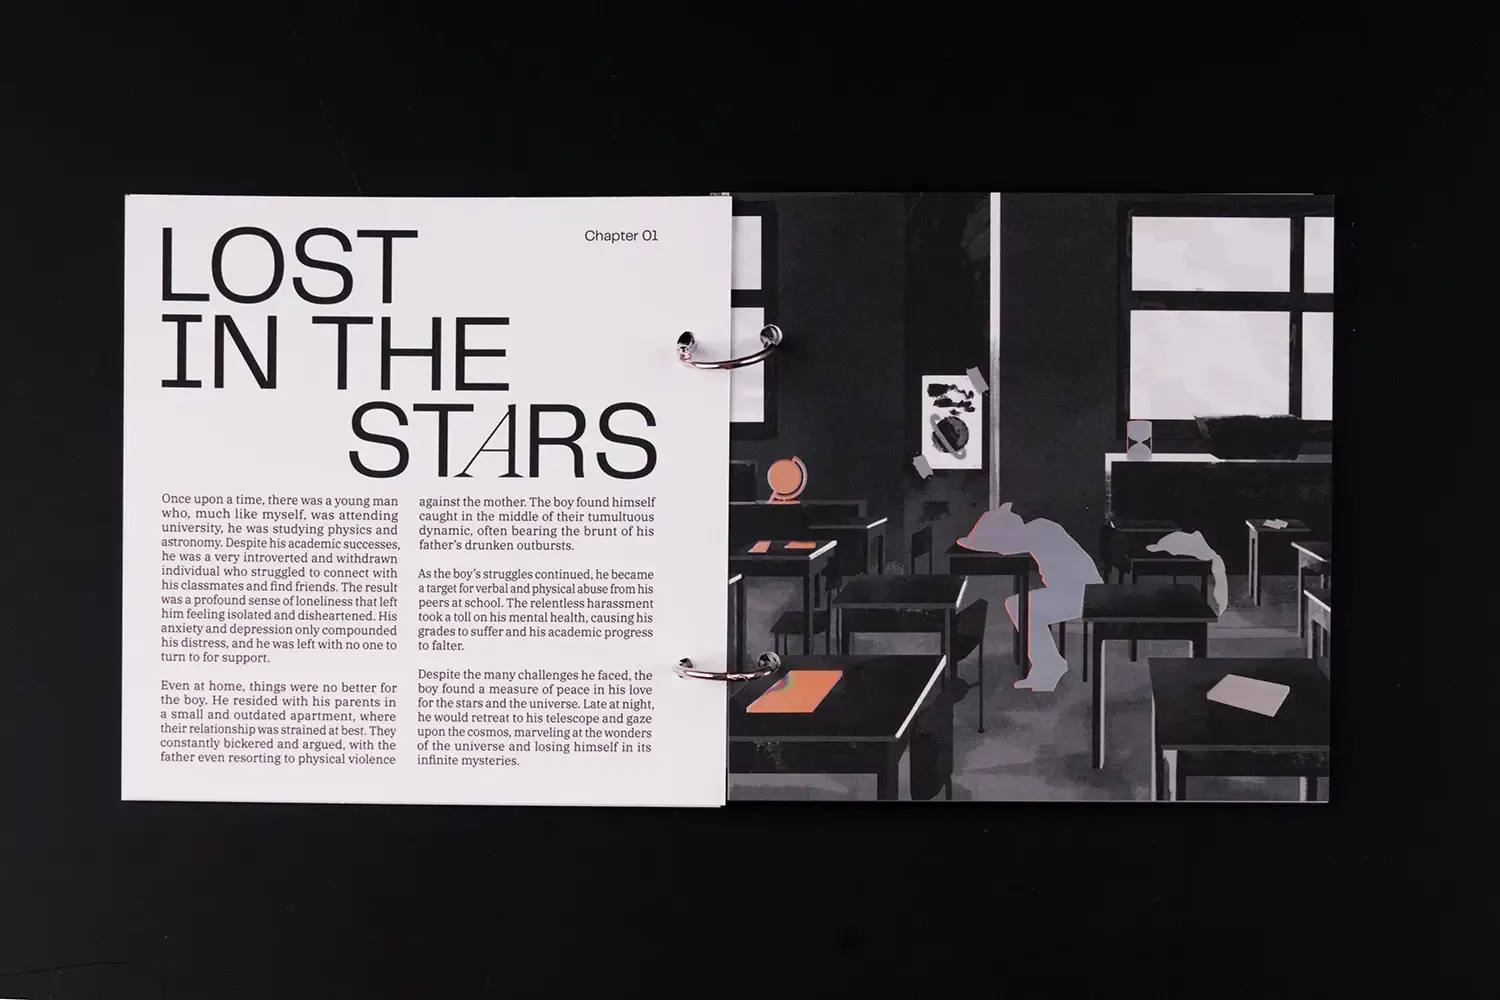 LOST
IN THE
STARS
Chapter 01
Once upon a time, there was a young man
who, much like myself, was attending
university, he was studying physics and
astronomy. Despite his academic successes,
he was a very introverted and withdrawn
individual who struggled to connect with
his classmates and find friends. The result
was a profound sense of loneliness that left
him feeling isolated and disheartened. His
anxiety and depression only compounded
his distress, and he was left with no one to
turn to for support.
Even at home, things were no better for
the boy. He resided with his parents in
a small and outdated apartment, where
their relationship was strained at best. They
constantly bickered and argued, with the
father even resorting to physical violence
against the mother. The boy found himself
caught in the middle of their tumultuous
dynamic, often bearing the brunt of his
father's drunken outbursts.
As the boy's struggles continued, he became
a target for verbal and physical abuse from his
peers at school. The relentless harassment
took a toll on his mental health, causing his
grades to suffer and his academic progress
to falter.
Despite the many challenges he faced, the
boy found a measure of peace in his love
for the stars and the universe. Late at night,
he would retreat to his telescope and gaze
upon the cosmos, marveling at the wonders
of the universe and losing himself in its
infinite mysteries.